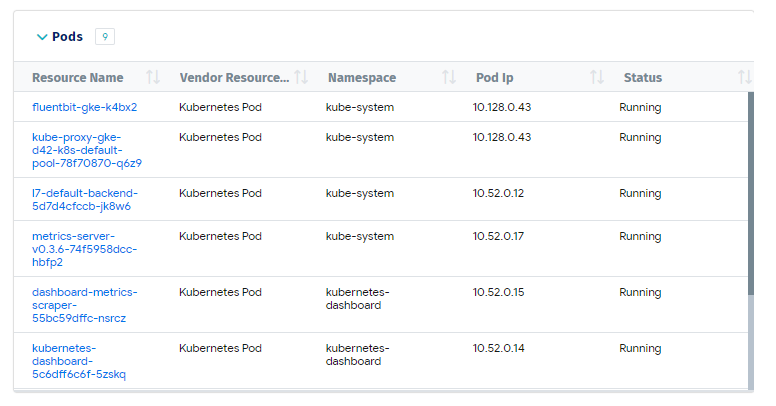 Pods 9
Resource Name Vendor Resource... Namespace Pod Ip Status
fluentbit-gke-k4bx2 Kubernetes Pod kube-system 10.128.0.43 Running
kube-proxy-gke- Kubernetes Pod kube-system 10.128.0.43 Running
d42-k8s-default-
pool-78f70870-q6z9
l7-default-backend- Kubernetes Pod kube-system 10.52.0.12 Running
5d7d4cfccb-jk8w6
metrics-server- Kubernetes Pod kube-system 10.52.0.17 Running
v0.3.6-74f5958dcc-
hbfp2
dashboard-metrics- Kubernetes Pod kubernetes- 10.52.0.15 Running
scraper- dashboard
55bc59dffc-nsrcz
kubernetes- Kubernetes Pod kubernetes- 10.52.0.14 Running
dashboard- dashboard
5c6dff6c6f-5zskq